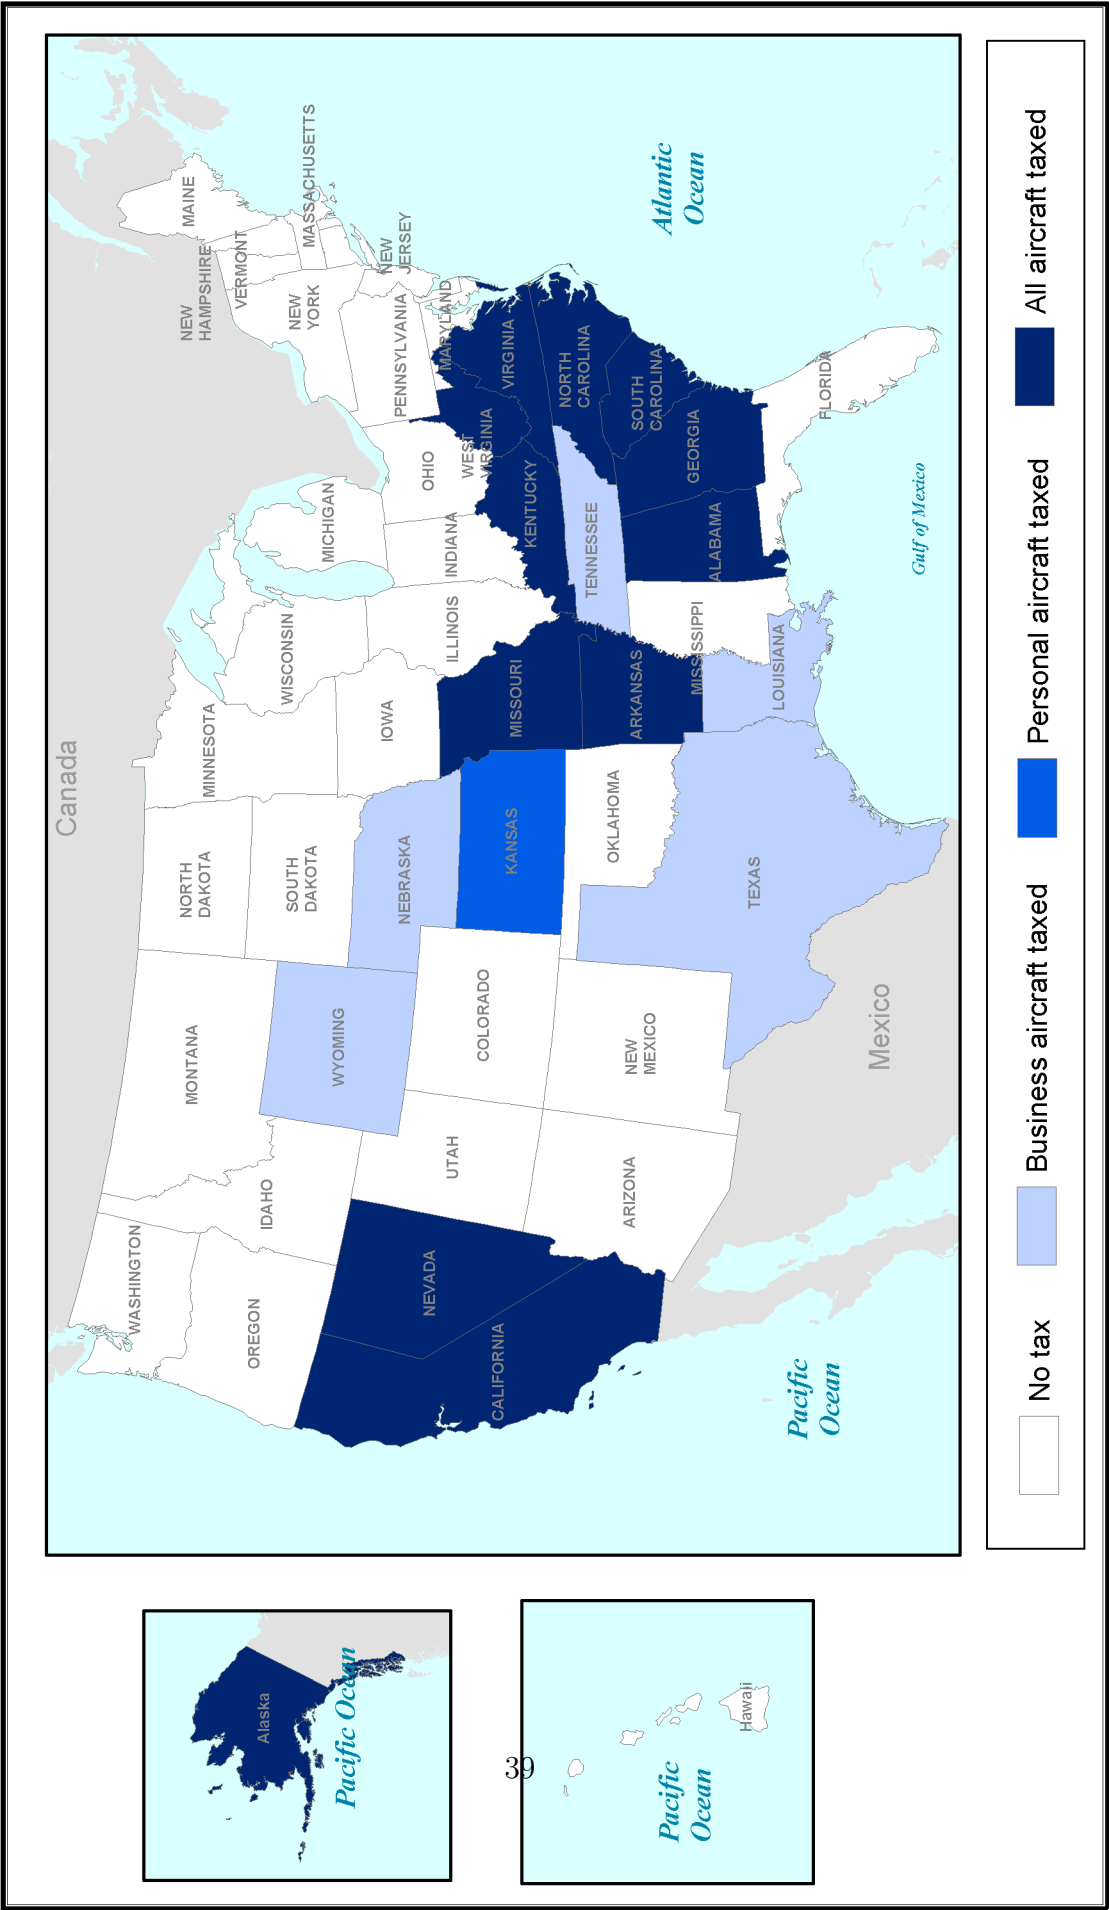 Canada
WASHINGTON
OREGON
IDAHO
MONTANA
NORTH
DAKOTA
SOUTH
DAKOTA
MINNESOTA
WISCONSIN
MICHIGAN
NEW
YORK
VERMONT
NEW
HAMPSHIRE
MAINE
MASSACHUSETTS
NEW
JERSEY
PENNSYLVANIA
MARYLAND
OHIO
INDIANA
ILLINOIS
IOWA
NEBRASKA
WYOMING
NEVADA
UTAH
COLORADO
KANSAS
MISSOURI
KENTUCKY
WEST
VIRGINIA
VIRGINIA
NORTH
CAROLINA
SOUTH
CAROLINA
TENNESSEE
CALIFORNIA
ARIZONA
NEW
MEXICO
OKLAHOMA
ARKANSAS
MISSISSIPPI
ALABAMA
GEORGIA
TEXAS
LOUISIANA
FLORIDA
Atlantic
Ocean
Gulf of Mexico
Mexico
Pacific
Ocean
Alaska
Pacific Ocean
Hawaii
Pacific
Ocean
No tax
Business aircraft taxed
Personal aircraft taxed
All aircraft taxed
39